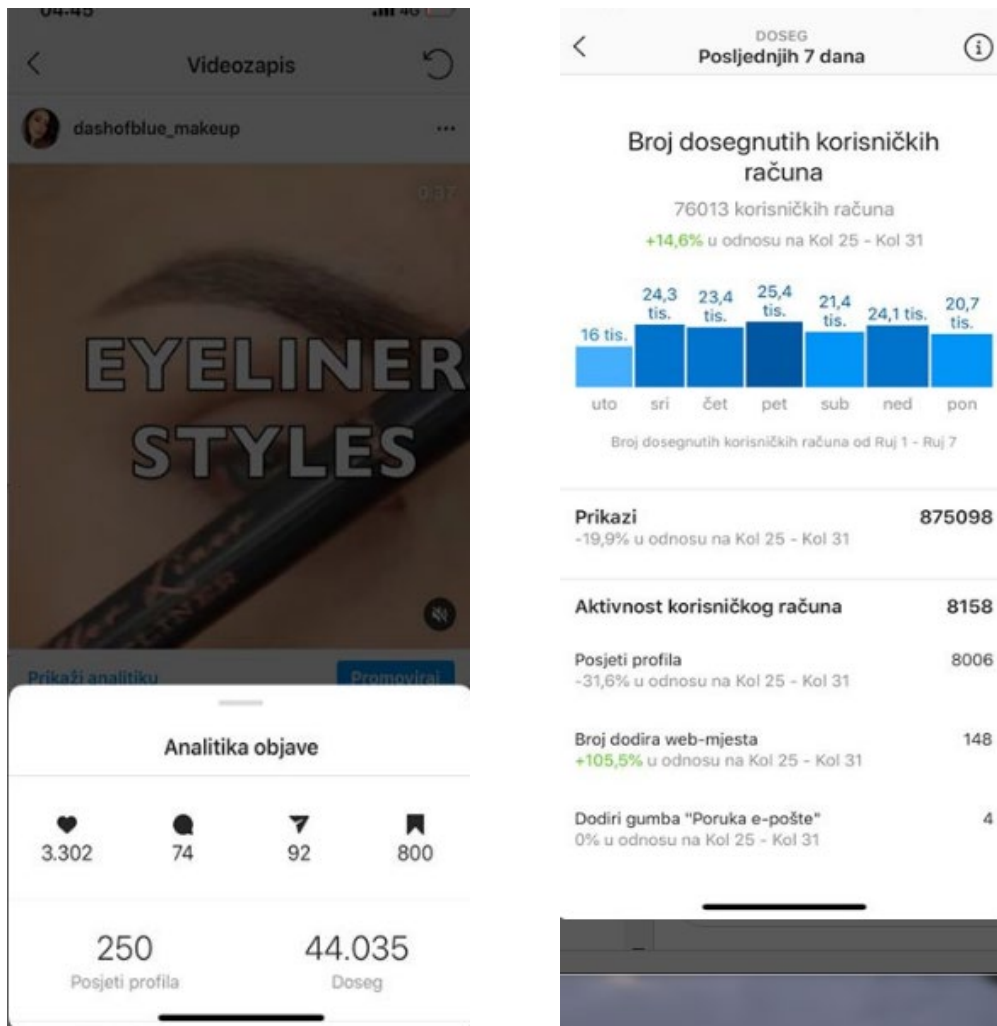 04:45
4G
Videozapis
dashofblue_makeup
0:37
EYELINER
STYLES
Prikaži analitiku
Promoviraj
Analitika objave
3.302
74
92
800
250
44.035
Posjeti profila
Doseg
DOSEG
Posljednjih 7 dana
Broj dosegnutih korisničkih
računa
76013 korisničkih računa
+14,6% u odnosu na Kol 25 - Kol 31
16 tis.
24,3 tis.
23,4 tis.
25,4 tis.
21,4 tis.
24,1 tis.
20,7 tis.
uto sri čet pet sub ned pon
Broj dosegnutih korisničkih računa od Ruj 1 - Ruj 7
Prikazi 875098
-19,9% u odnosu na Kol 25 - Kol 31
Aktivnost korisničkog računa 8158
Posjeti profila 8006
-31,6% u odnosu na Kol 25 - Kol 31
Broj dodira web-mjesta 148
+105,5% u odnosu na Kol 25 - Kol 31
Dodiri gumba "Poruka e-pošte" 4
0% u odnosu na Kol 25 - Kol 31